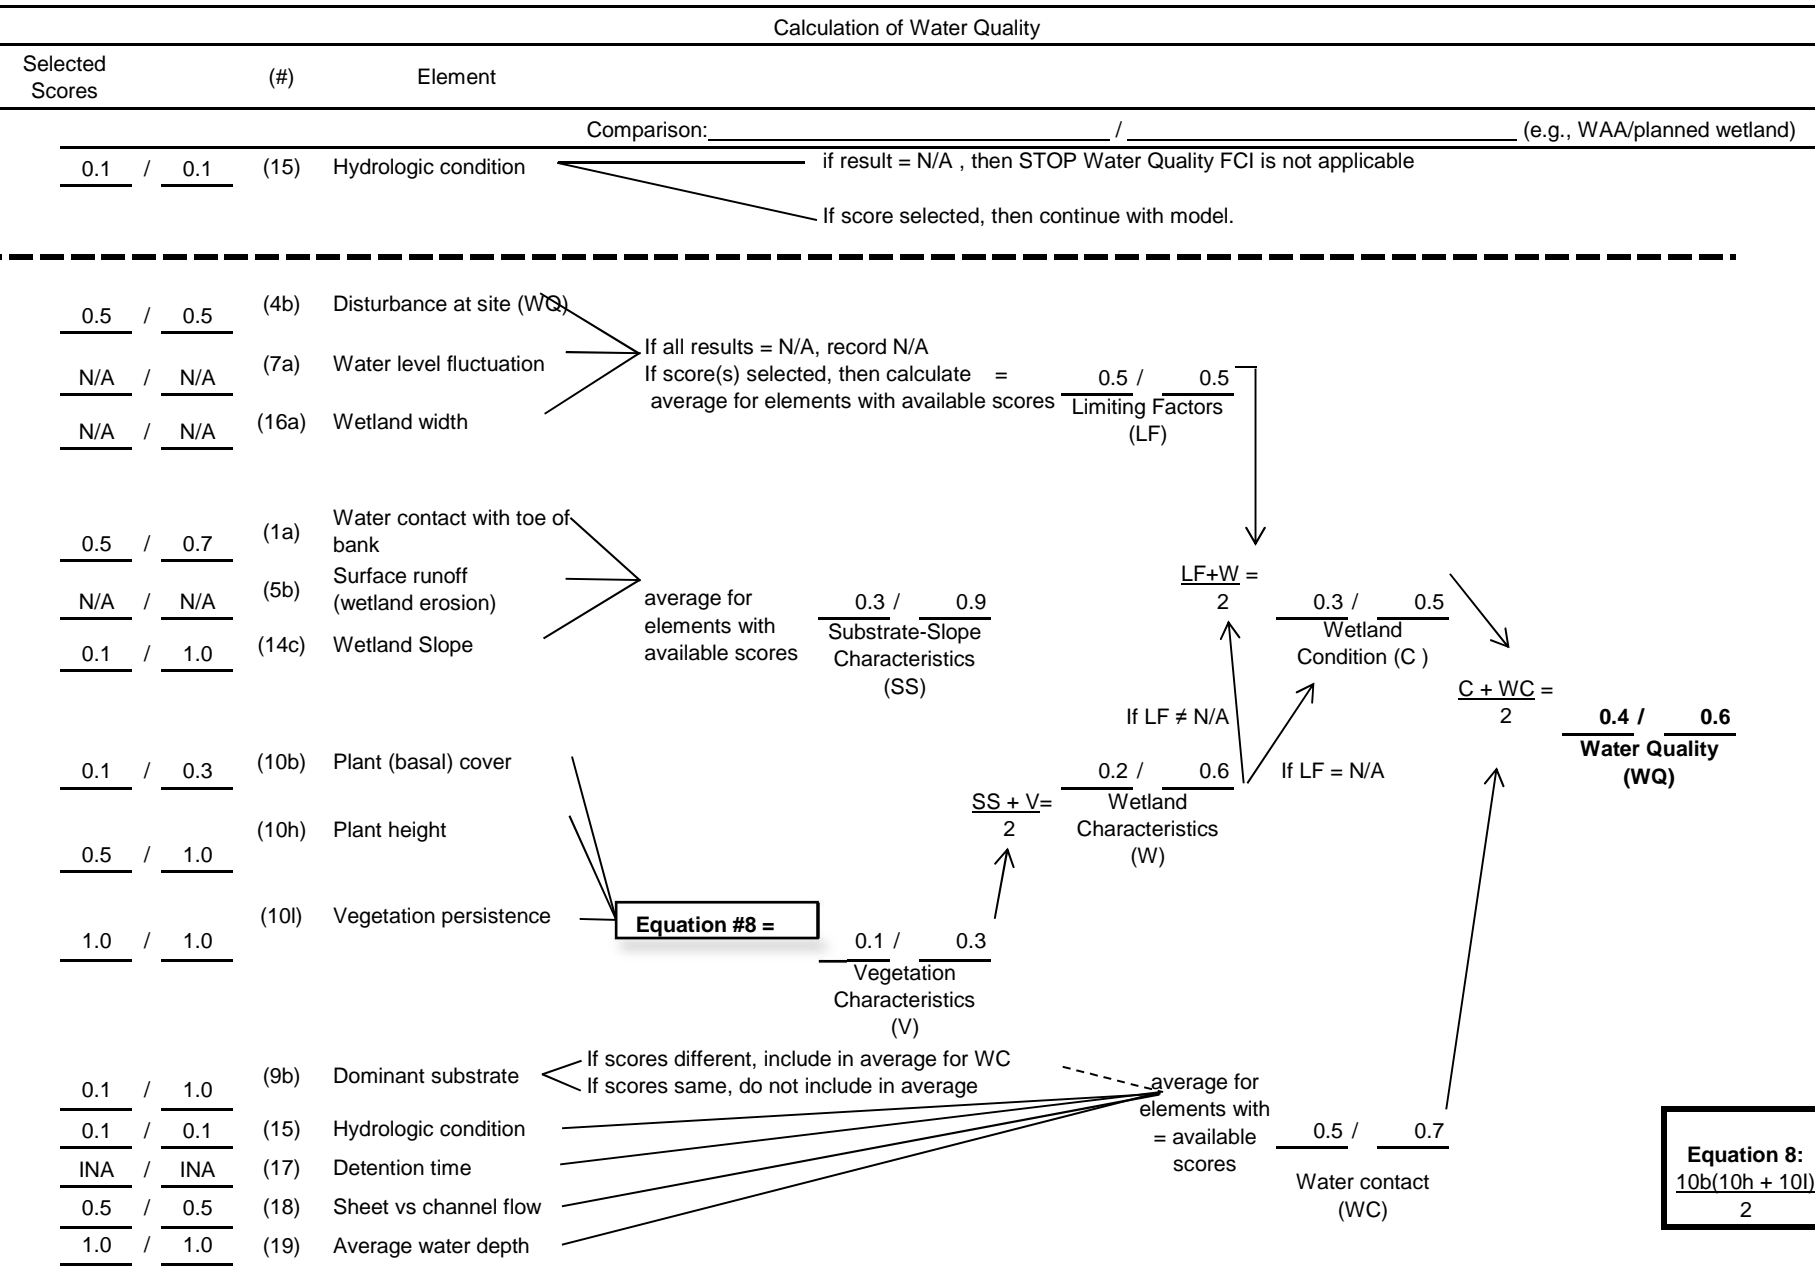 Calculation of Water Quality
Selected
Scores
(#)
Element
Comparison: / (e.g., WAA/planned wetland)
0.1 / 0.1 (15) Hydrologic condition
if result = N/A , then STOP Water Quality FCI is not applicable
If score selected, then continue with model.
0.5 / 0.5 (4b) Disturbance at site (WQ)
N/A / N/A (7a) Water level fluctuation
N/A / N/A (16a) Wetland width
If all results = N/A, record N/A
If score(s) selected, then calculate =
average for elements with available scores
0.5 / 0.5
Limiting Factors
(LF)
0.5 / 0.7 (1a) Water contact with toe of
bank
N/A / N/A (5b) Surface runoff
(wetland erosion)
0.1 / 1.0 (14c) Wetland Slope
average for
elements with
available scores
0.3 / 0.9
Substrate-Slope
Characteristics
(SS)
LF+W =
2
0.3 / 0.5
Wetland
Condition (C )
If LF ≠ N/A
If LF = N/A
C + WC =
2
0.4 / 0.6
Water Quality
(WQ)
0.1 / 0.3 (10b) Plant (basal) cover
0.5 / 1.0 (10h) Plant height
1.0 / 1.0 (10l) Vegetation persistence
SS + V=
2
0.2 / 0.6
Wetland
Characteristics
(W)
Equation #8 =
0.1 / 0.3
Vegetation
Characteristics
(V)
0.1 / 1.0 (9b) Dominant substrate
If scores different, include in average for WC
If scores same, do not include in average
0.1 / 0.1 (15) Hydrologic condition
INA / INA (17) Detention time
0.5 / 0.5 (18) Sheet vs channel flow
1.0 / 1.0 (19) Average water depth
average for
elements with
= available
scores
0.5 / 0.7
Water contact
(WC)
Equation 8:
10b(10h + 10l)
2